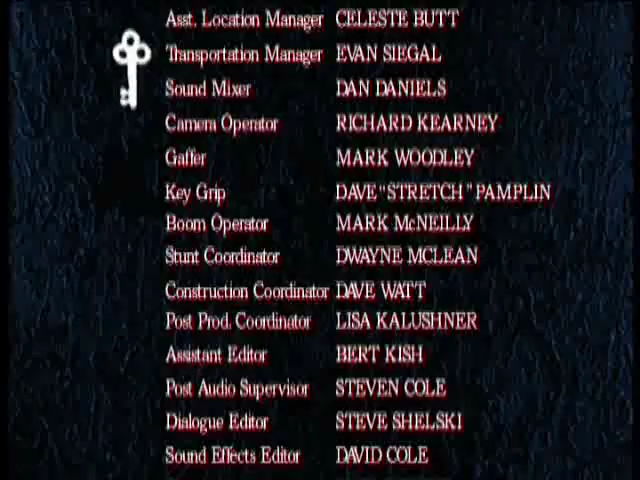 Asst. Location Manager CELESTE BUTT
Transportation Manager EVAN SIEGAL
Sound Mixer DAN DANIELS
Camera Operator RICHARD KEARNEY
Gaffer MARK WOODLEY
Key Grip DAVE "STRETCH" PAMPLIN
Boom Operator MARK McNEILLY
Stunt Coordinator DWAYNE MCLEAN
Construction Coordinator DAVE WATT
Post Prod. Coordinator LISA KALUSHNER
Assistant Editor BERT KISH
Post Audio Supervisor STEVEN COLE
Dialogue Editor STEVE SHELSKI
Sound Effects Editor DAVID COLE